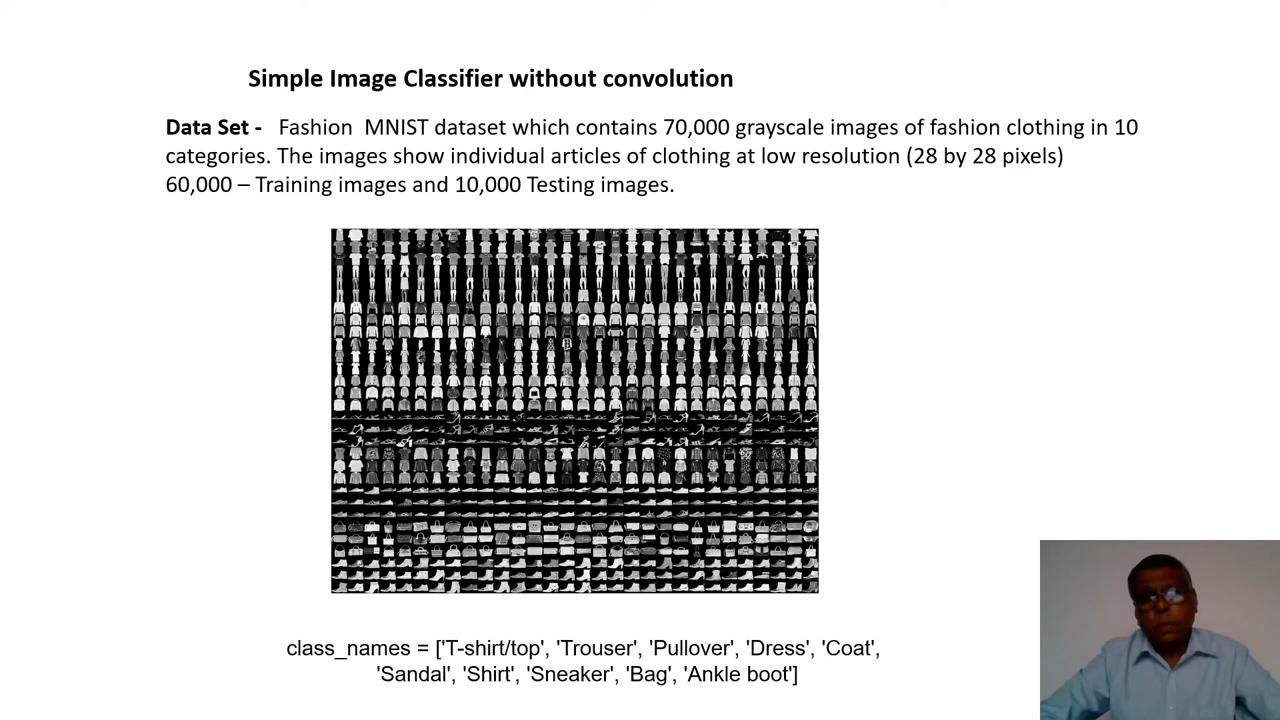 Simple Image Classifier without convolution
Data Set - Fashion MNIST dataset which contains 70,000 grayscale images of fashion clothing in 10
categories. The images show individual articles of clothing at low resolution (28 by 28 pixels)
60,000 – Training images and 10,000 Testing images.
class_names = ['T-shirt/top', 'Trouser', 'Pullover', 'Dress', 'Coat',
'Sandal', 'Shirt', 'Sneaker', 'Bag', 'Ankle boot']